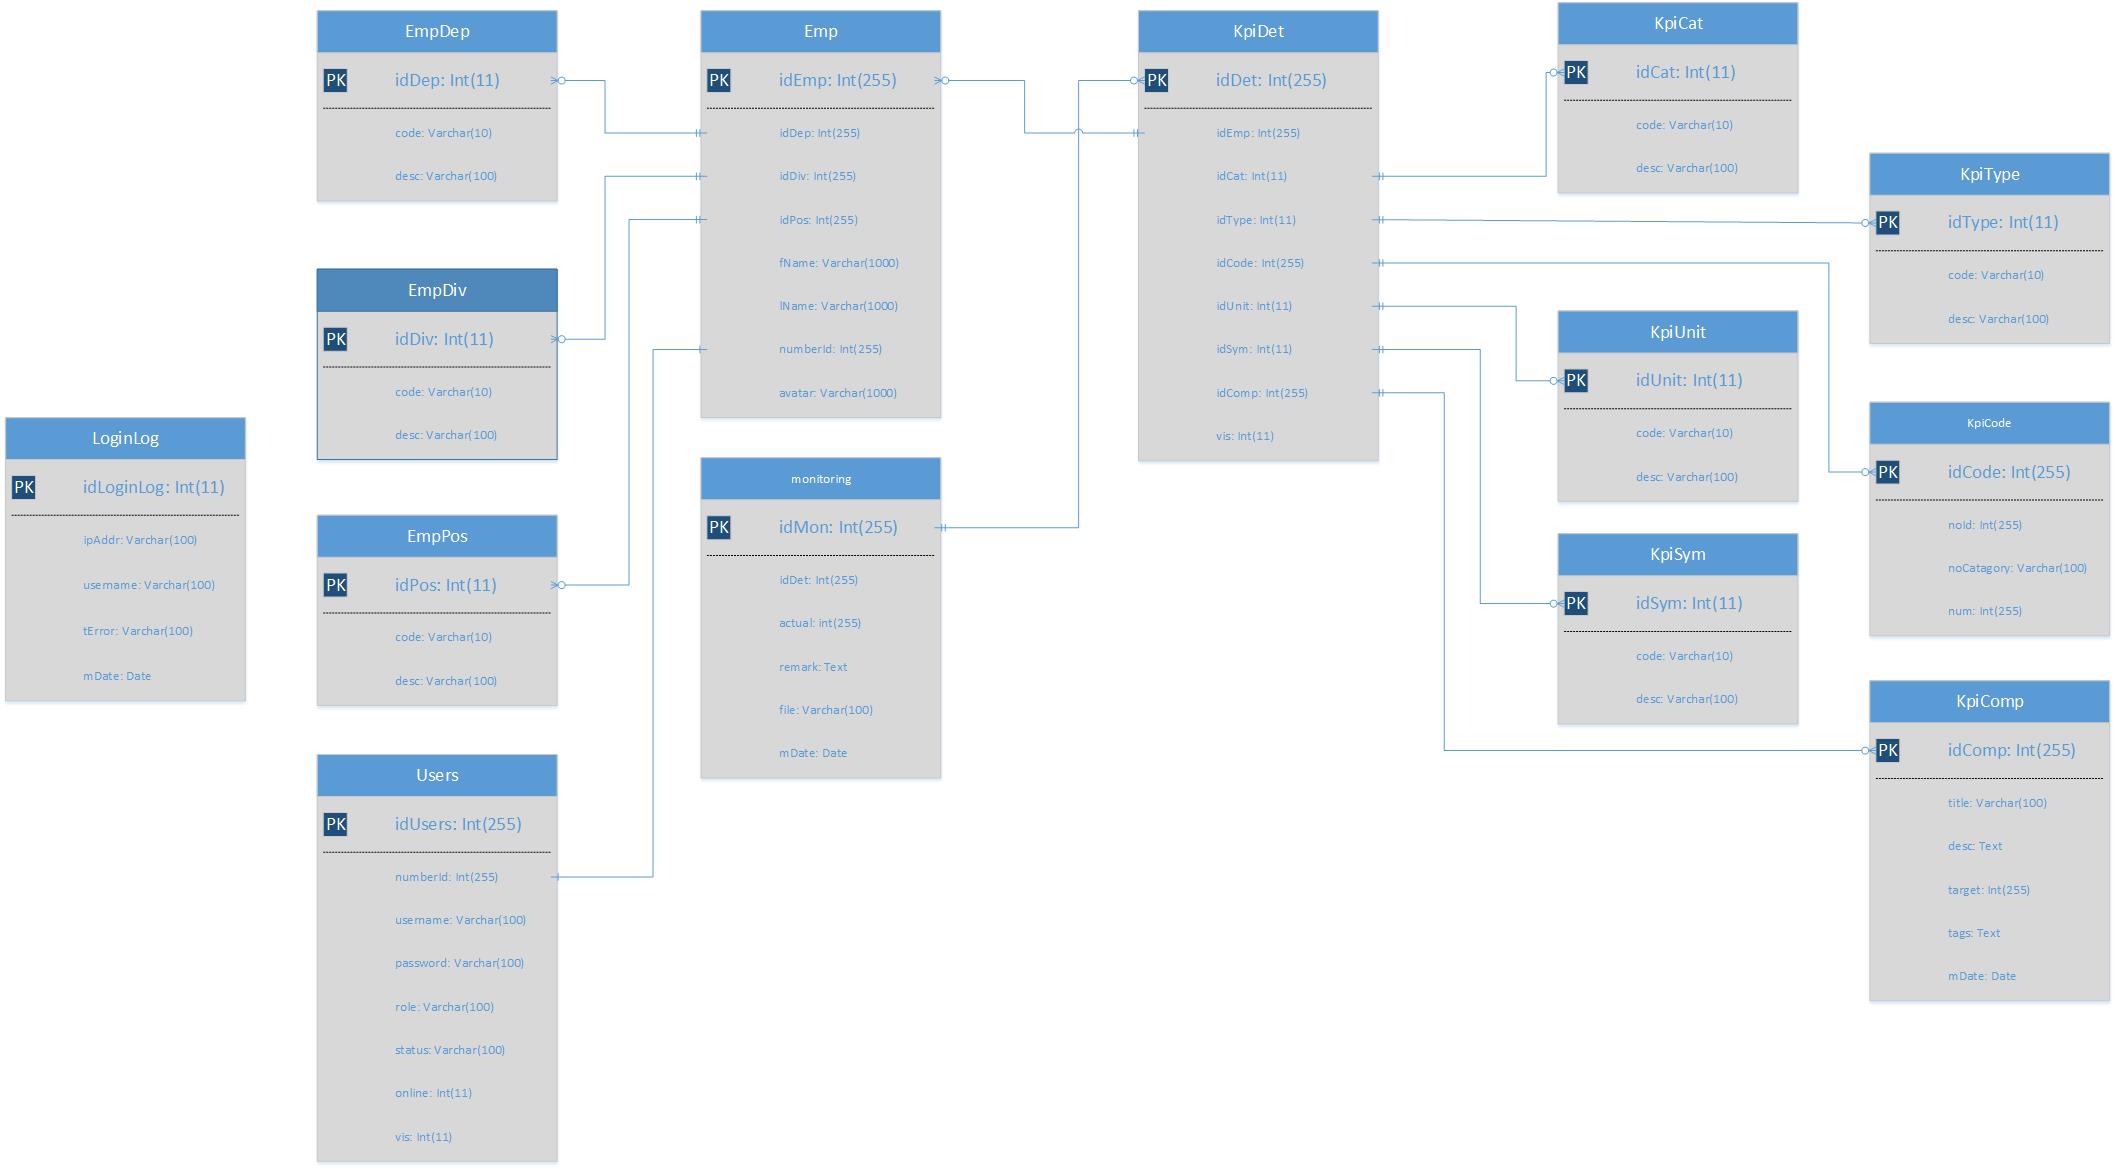 EmpDep
PK idDep: Int(11)
code: Varchar(10)
desc: Varchar(100)
EmpDiv
PK idDiv: Int(11)
code: Varchar(10)
desc: Varchar(100)
LoginLog
PK idLoginLog: Int(11)
ipAddr: Varchar(100)
username: Varchar(100)
tError: Varchar(100)
mDate: Date
EmpPos
PK idPos: Int(11)
code: Varchar(10)
desc: Varchar(100)
Users
PK idUsers: Int(255)
numberId: Int(255)
username: Varchar(100)
password: Varchar(100)
role: Varchar(100)
status: Varchar(100)
online: Int(11)
vis: Int(11)
Emp
PK idEmp: Int(255)
idDep: Int(255)
idDiv: Int(255)
idPos: Int(255)
fName: Varchar(1000)
lName: Varchar(1000)
numberId: Int(255)
avatar: Varchar(1000)
monitoring
PK idMon: Int(255)
idDet: Int(255)
actual: int(255)
remark: Text
file: Varchar(100)
mDate: Date
KpiDet
PK idDet: Int(255)
idEmp: Int(255)
idCat: Int(11)
idType: Int(11)
idCode: Int(255)
idUnit: Int(11)
idSym: Int(11)
idComp: Int(255)
vis: Int(11)
KpiCat
PK idCat: Int(11)
code: Varchar(10)
desc: Varchar(100)
KpiUnit
PK idUnit: Int(11)
code: Varchar(10)
desc: Varchar(100)
KpiSym
PK idSym: Int(11)
code: Varchar(10)
desc: Varchar(100)
KpiType
PK idType: Int(11)
code: Varchar(10)
desc: Varchar(100)
KpiCode
PK idCode: Int(255)
noId: Int(255)
noCatagory: Varchar(100)
num: Int(255)
KpiComp
PK idComp: Int(255)
title: Varchar(100)
desc: Text
target: Int(255)
tags: Text
mDate: Date